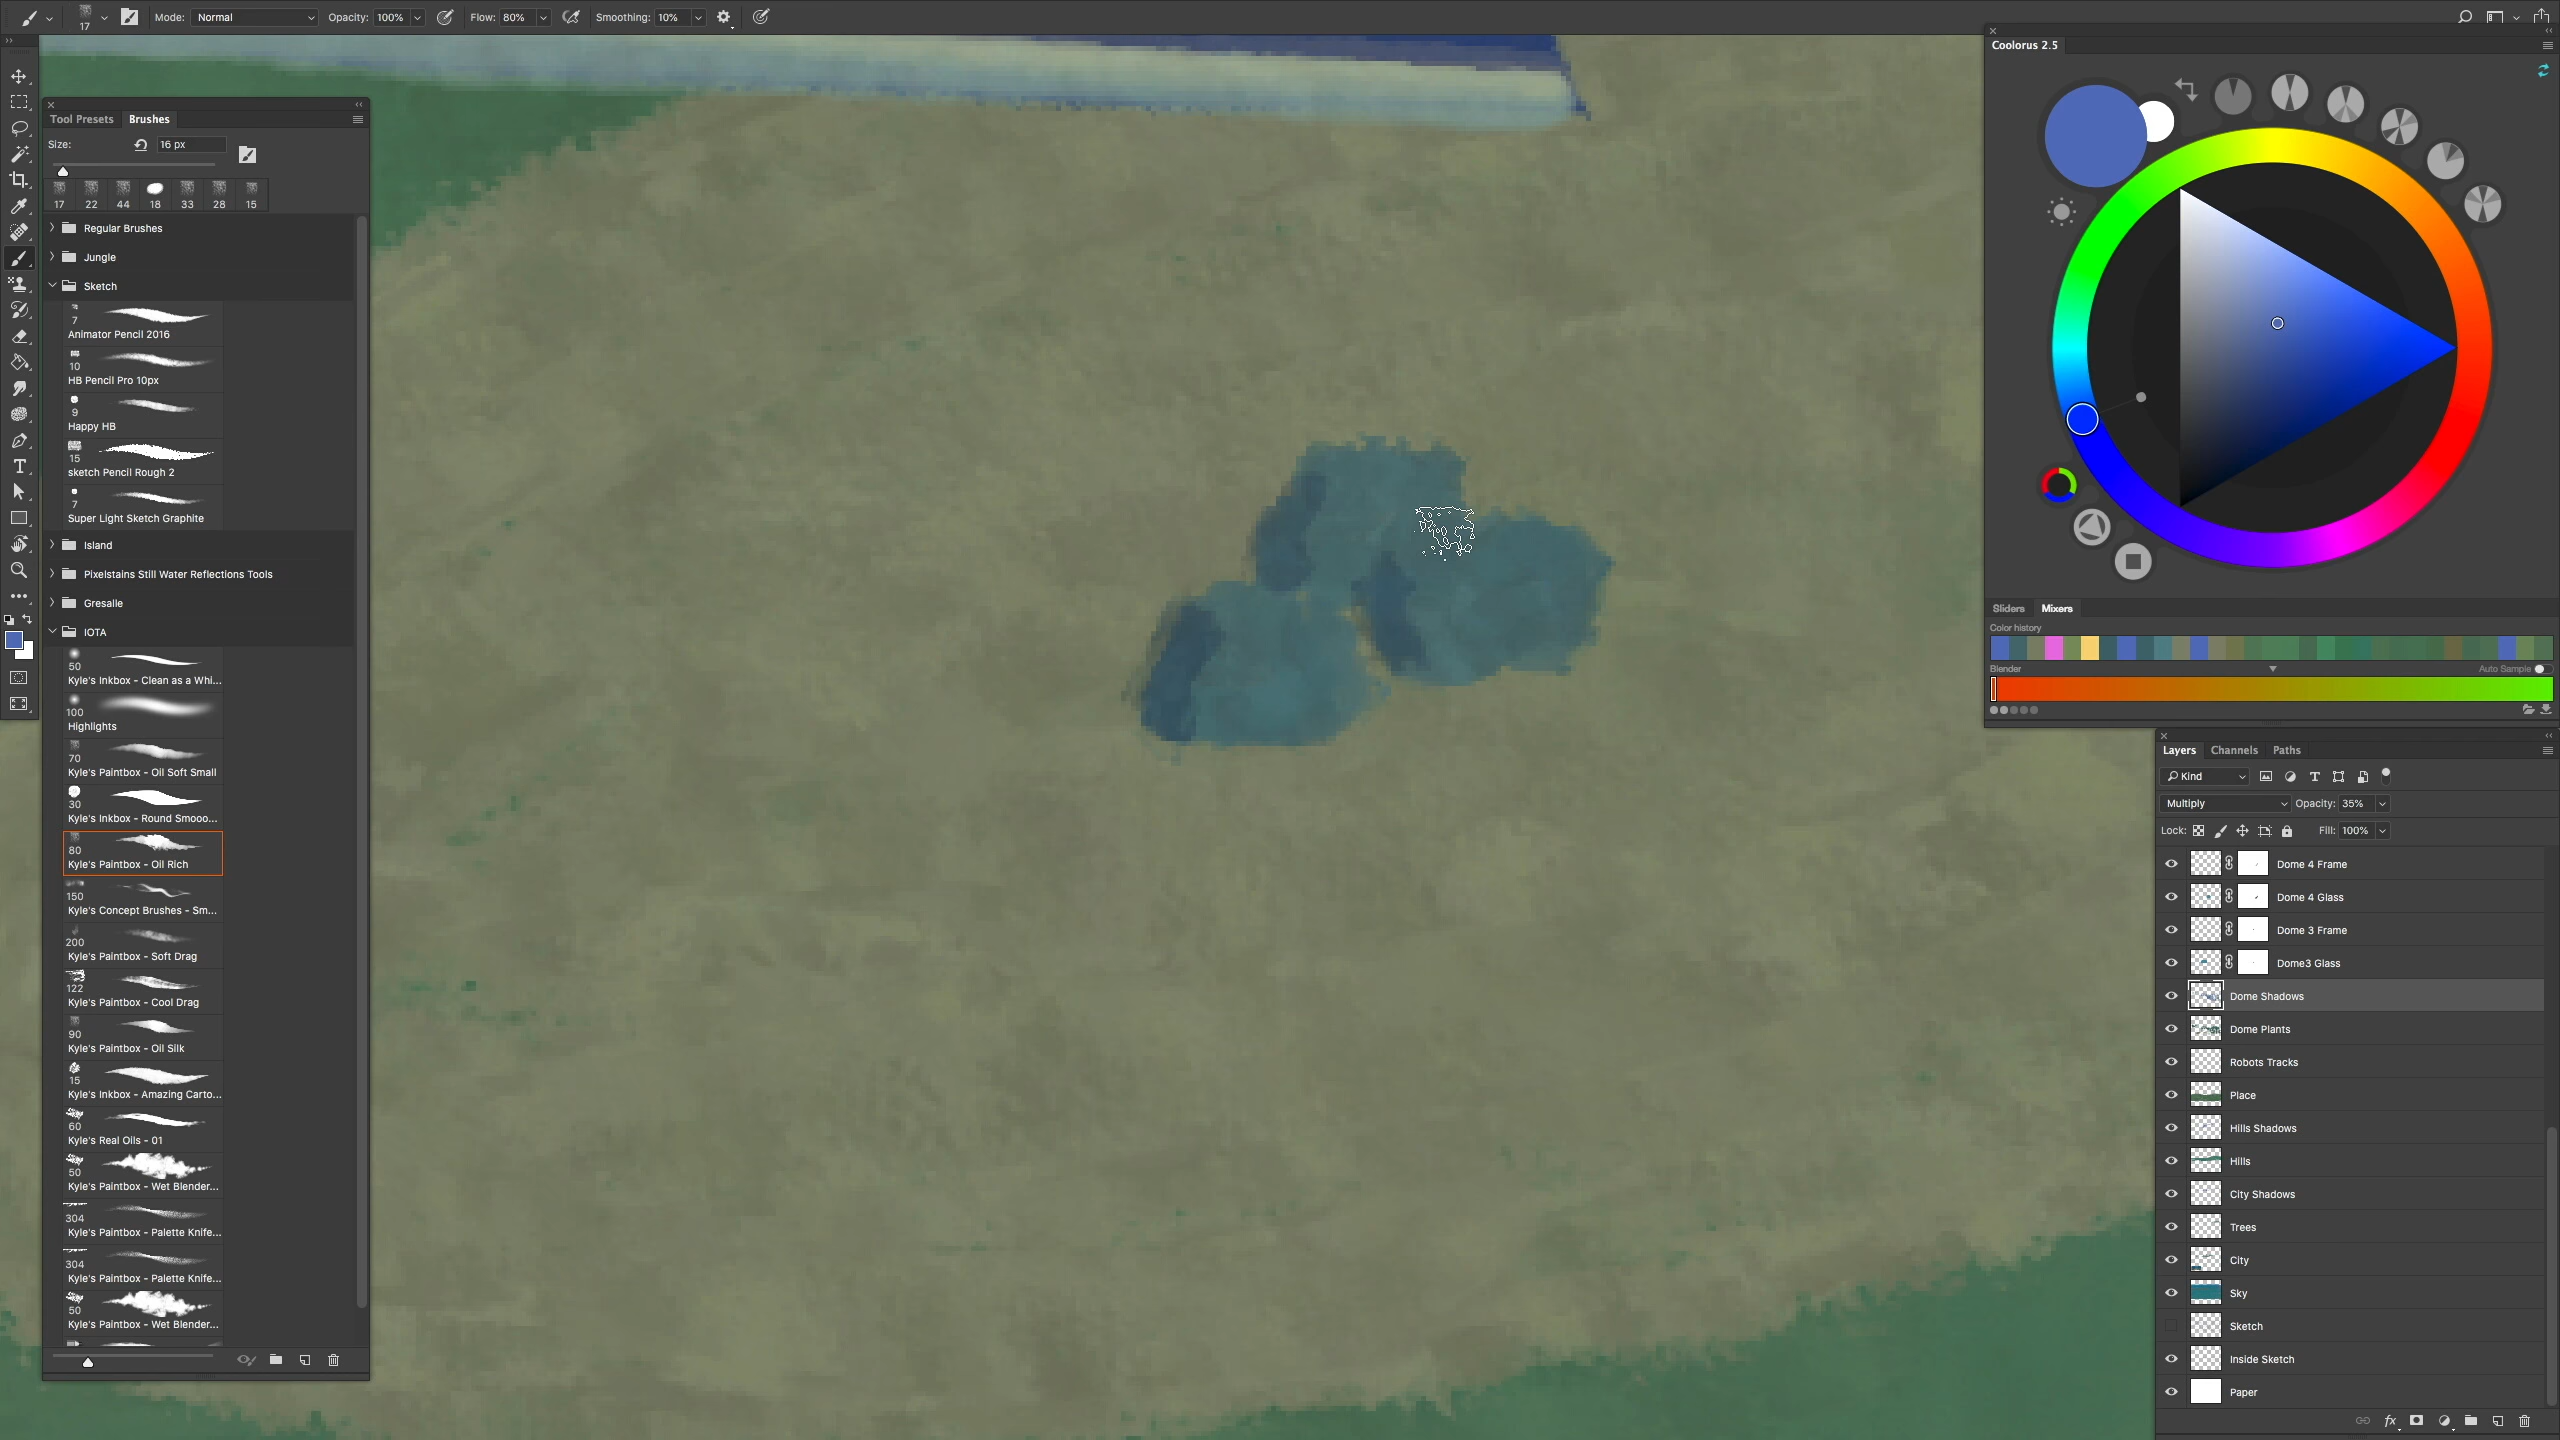 17
Mode: Normal
Opacity: 100%
Flow: 80%
Smoothing: 10%
Tool Presets
Brushes
Size:
16 px
17 22 44 18 33 28 15
Regular Brushes
Jungle
Sketch
7
Animator Pencil 2016
10
HB Pencil Pro 10px
9
Happy HB
15
sketch Pencil Rough 2
7
Super Light Sketch Graphite
Island
Pixelstains Still Water Reflections Tools
Gresalle
IOTA
50
Kyle's Inkbox - Clean as a Whi...
100
Highlights
70
Kyle's Paintbox - Oil Soft Small
30
Kyle's Inkbox - Round Smooo...
80
Kyle's Paintbox - Oil Rich
150
Kyle's Concept Brushes - Sm...
200
Kyle's Paintbox - Soft Drag
122
Kyle's Paintbox - Cool Drag
90
Kyle's Paintbox - Oil Silk
15
Kyle's Inkbox - Amazing Carto...
60
Kyle's Real Oils - 01
50
Kyle's Paintbox - Wet Blender...
304
Kyle's Paintbox - Palette Knife...
304
Kyle's Paintbox - Palette Knife...
50
Kyle's Paintbox - Wet Blender...
Coolorus 2.5
Sliders
Mixers
Color history
Blender
Auto Sample
Layers
Channels
Paths
Kind
Multiply
Opacity: 35%
Lock:
Fill: 100%
Dome 4 Frame
Dome 4 Glass
Dome 3 Frame
Dome3 Glass
Dome Shadows
Dome Plants
Robots Tracks
Place
Hills Shadows
Hills
City Shadows
Trees
City
Sky
Sketch
Inside Sketch
Paper
fx